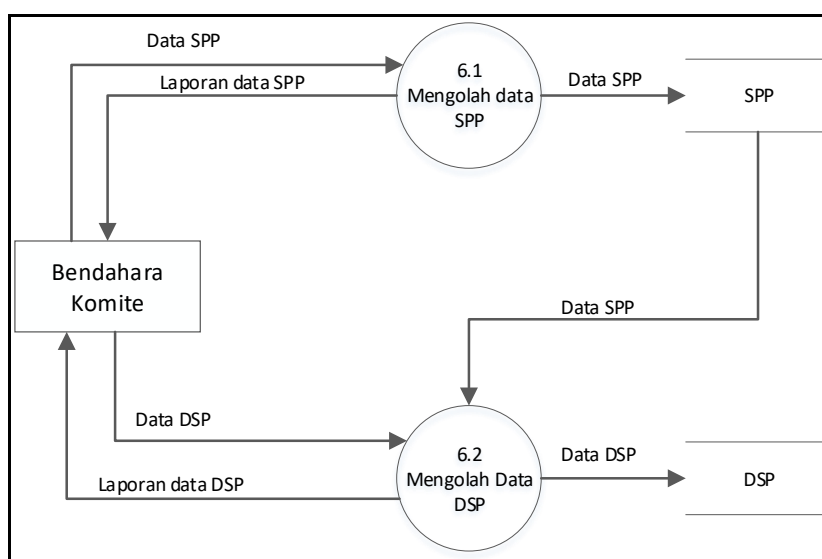 Data SPP
Laporan data SPP
6.1
Mengolah data
SPP
Data SPP
SPP
Bendahara
Komite
Data SPP
Data DSP
Laporan data DSP
6.2
Mengolah Data
DSP
Data DSP
DSP